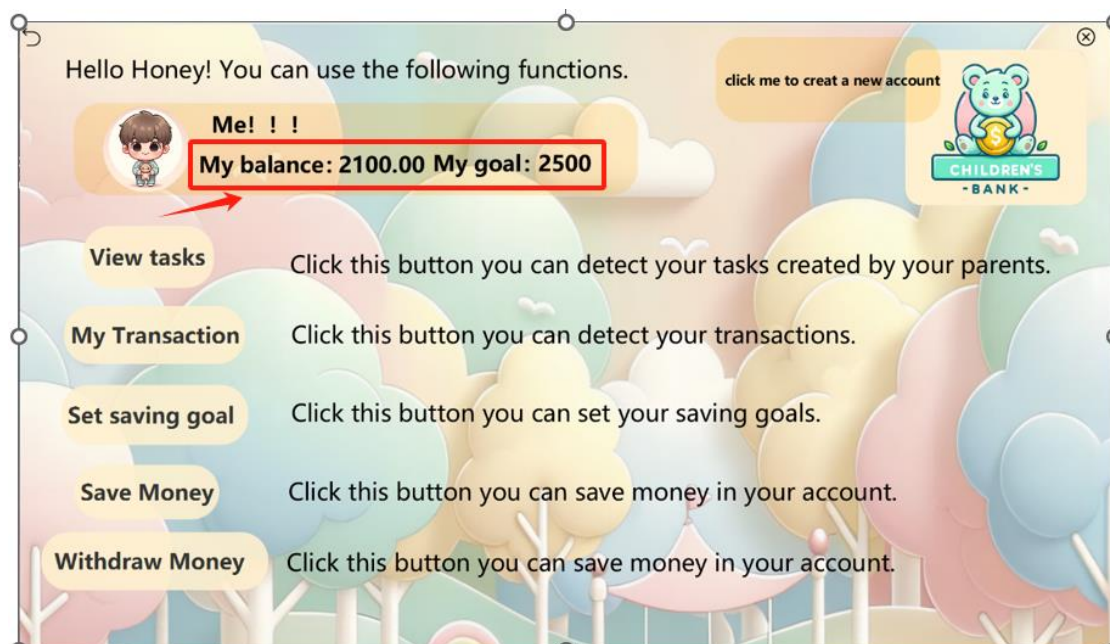 Hello Honey! You can use the following functions.
click me to creat a new account
Me! ! !
My balance: 2100.00 My goal: 2500
CHILDREN'S
-BANK-
View tasks
Click this button you can detect your tasks created by your parents.
My Transaction
Click this button you can detect your transactions.
Set saving goal
Click this button you can set your saving goals.
Save Money
Click this button you can save money in your account.
Withdraw Money
Click this button you can save money in your account.